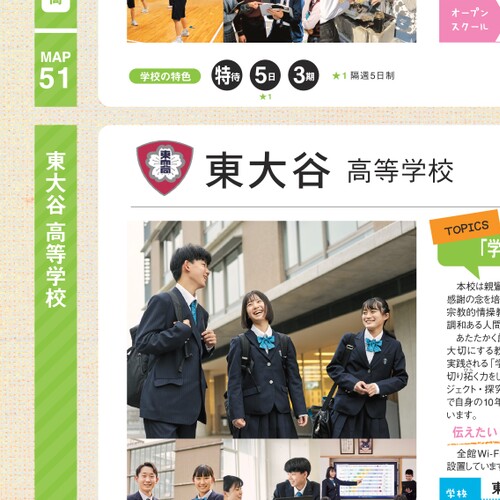 オープン
スクール
MAP
51
学校の特色
特待
5日
3期
★1 隔週5日制
★1
東大谷 高等学校
東大谷 高等学校
TOPICS
「学
本校は親鸞
感謝の念を培
宗教的情操教
調和ある人間
あたたかく
大切にする教
実践される「学
切り拓く力をし
ジェクト・探究
で自身の10年
います。
伝えたい
全館Wi-F
設置しています
学校